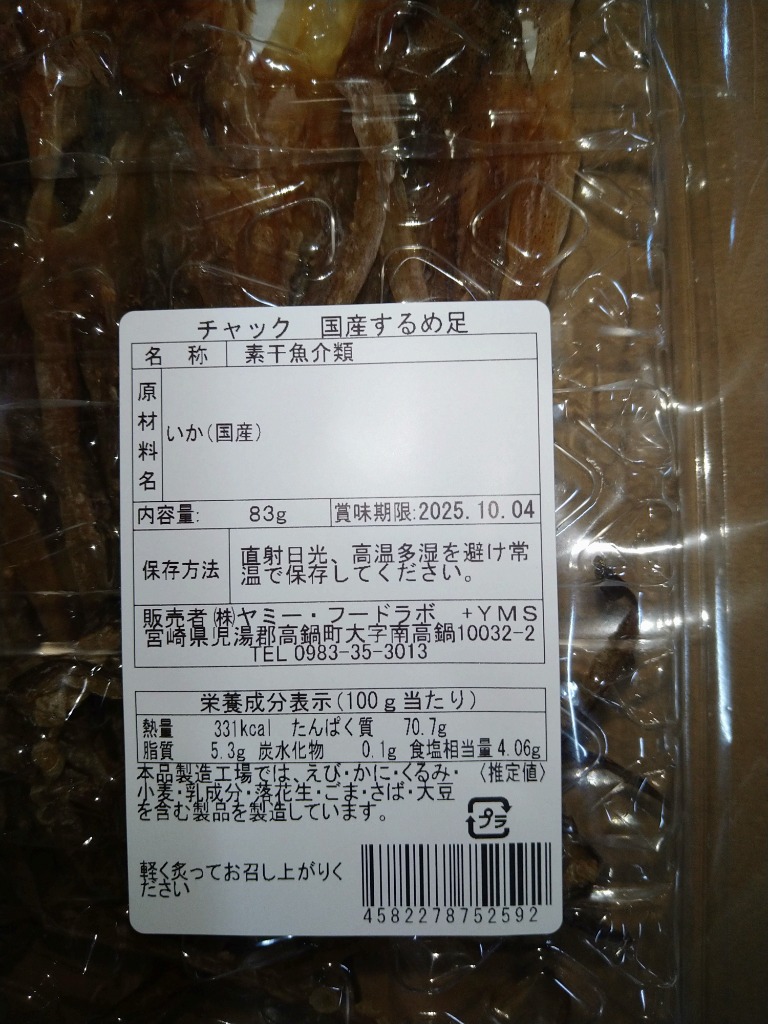 チャック　国産するめ足
名　称　素干魚介類
原材料名　いか(国産)
内容量:　83g　賞味期限:2025.10.04
保存方法　直射日光、高温多湿を避け常
温で保存してください。
販売者 ㈱ヤミー・フードラボ　+YMS
宮崎県児湯郡高鍋町大字南高鍋10032-2
TEL 0983-35-3013
栄養成分表示(100g当たり)
熱量　331kcal　たんぱく質　70.7g
脂質　5.3g　炭水化物　0.1g　食塩相当量 4.06g
本品製造工場では、えび・かに・くるみ・〈推定値〉
小麦・乳成分・落花生・ごま・さば・大豆
を含む製品を製造しています。
プラ
軽く炙ってお召し上がりく
ださい
4582278752592